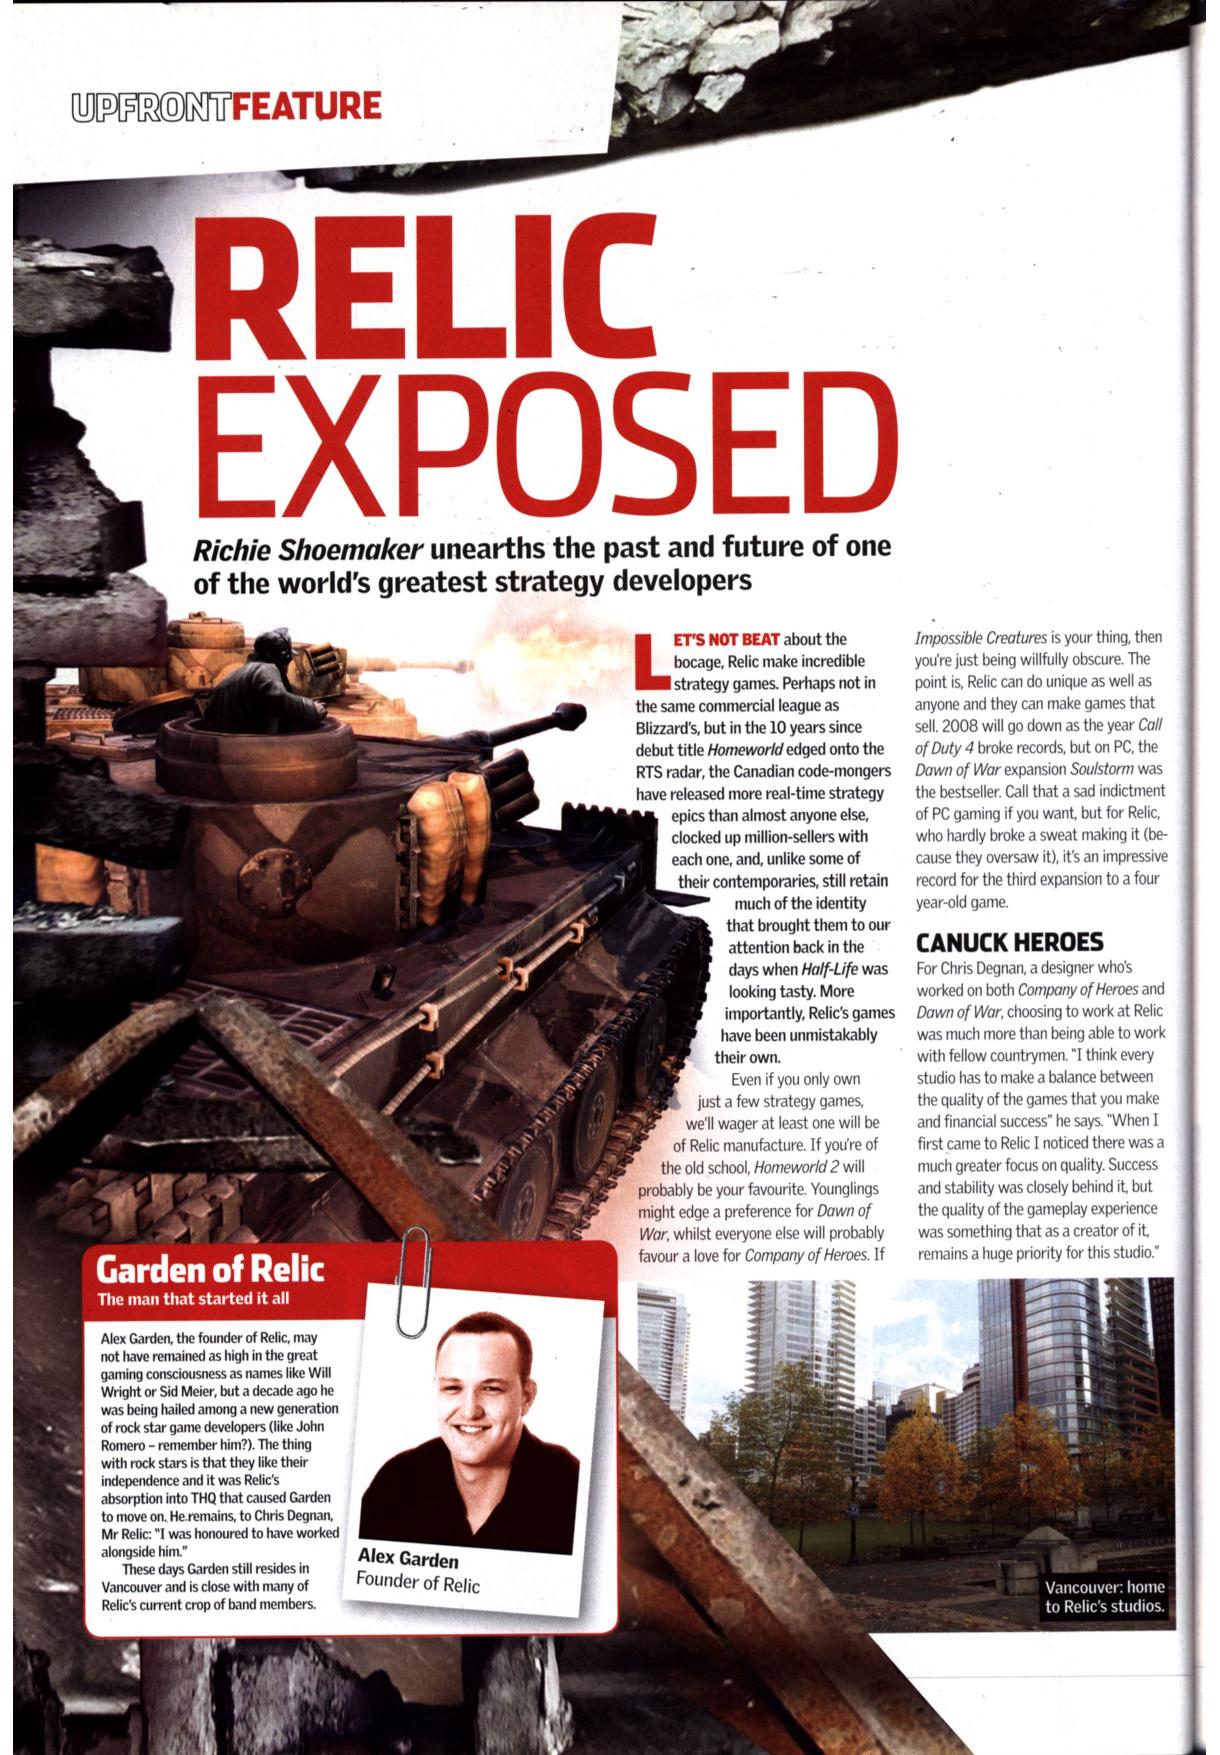 UPFRONTFEATURE
RELIC
EXPOSED
Richie Shoemaker unearths the past and future of one
of the world's greatest strategy developers
LET'S NOT BEAT about the
bocage, Relic make incredible
strategy games. Perhaps not in
the same commercial league as
Blizzard's, but in the 10 years since
debut title Homeworld edged onto the
RTS radar, the Canadian code-mongers
have released more real-time strategy
epics than almost anyone else,
clocked up million-sellers with
each one, and, unlike some of
their contemporaries, still retain
much of the identity
that brought them to our
attention back in the
days when Half-Life was
looking tasty. More
importantly, Relic's games
have been unmistakably
their own.
Even if you only own
just a few strategy games,
we'll wager at least one will be
of Relic manufacture. If you're of
the old school, Homeworld 2 will
probably be your favourite. Younglings
might edge a preference for Dawn of
War, whilst everyone else will probably
favour a love for Company of Heroes. If
Impossible Creatures is your thing, then
you're just being willfully obscure. The
point is, Relic can do unique as well as
anyone and they can make games that
sell. 2008 will go down as the year Call
of Duty 4 broke records, but on PC, the
Dawn of War expansion Soulstorm was
the bestseller. Call that a sad indictment
of PC gaming if you want, but for Relic,
who hardly broke a sweat making it (be-
cause they oversaw it), it's an impressive
record for the third expansion to a four
year-old game.
CANUCK HEROES
For Chris Degnan, a designer who's
worked on both Company of Heroes and
Dawn of War, choosing to work at Relic
was much more than being able to work
with fellow countrymen. "I think every
studio has to make a balance between
the quality of the games that you make
and financial success" he says. "When I
first came to Relic I noticed there was a
much greater focus on quality. Success
and stability was closely behind it, but
the quality of the gameplay experience
was something that as a creator of it,
remains a huge priority for this studio."
Garden of Relic
The man that started it all
Alex Garden, the founder of Relic, may
not have remained as high in the great
gaming consciousness as names like Will
Wright or Sid Meier, but a decade ago he
was being hailed among a new generation
of rock star game developers (like John
Romero – remember him?). The thing
with rock stars is that they like their
independence and it was Relic's
absorption into THQ that caused Garden
to move on. He remains, to Chris Degnan,
Mr Relic: "I was honoured to have worked
alongside him."
These days Garden still resides in
Vancouver and is close with many of
Relic's current crop of band members.
Alex Garden
Founder of Relic
Vancouver: home
to Relic's studios.